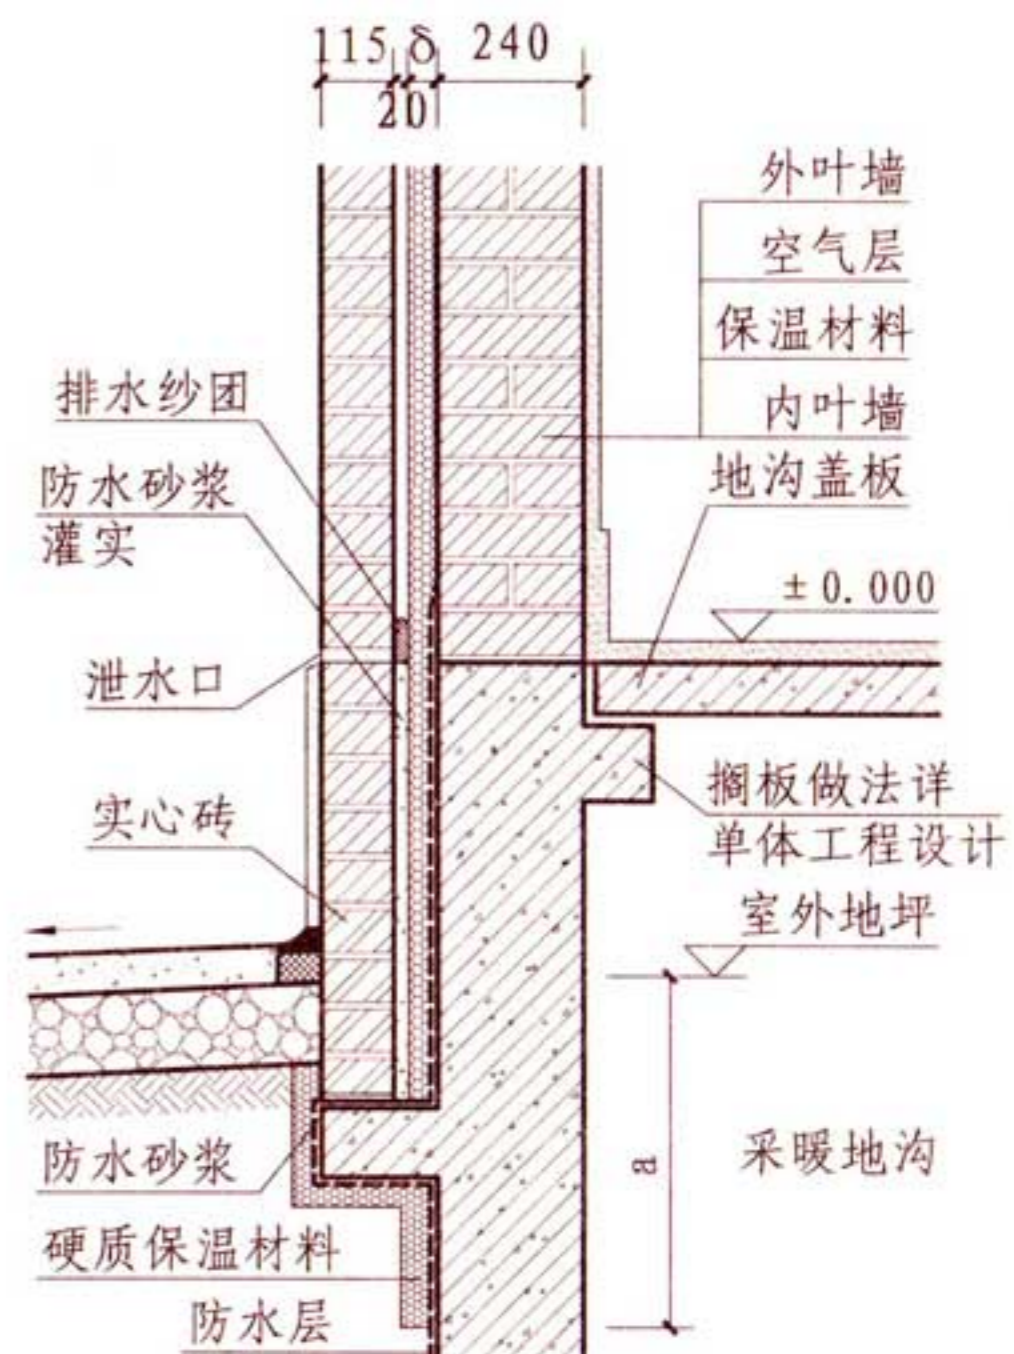 115 δ 240
20
外叶墙
空气层
保温材料
内叶墙
地沟盖板
±0.000
排水纱团
防水砂浆
灌实
泄水口
实心砖
搁板做法详
单体工程设计
室外地坪
a
采暖地沟
防水砂浆
硬质保温材料
防水层